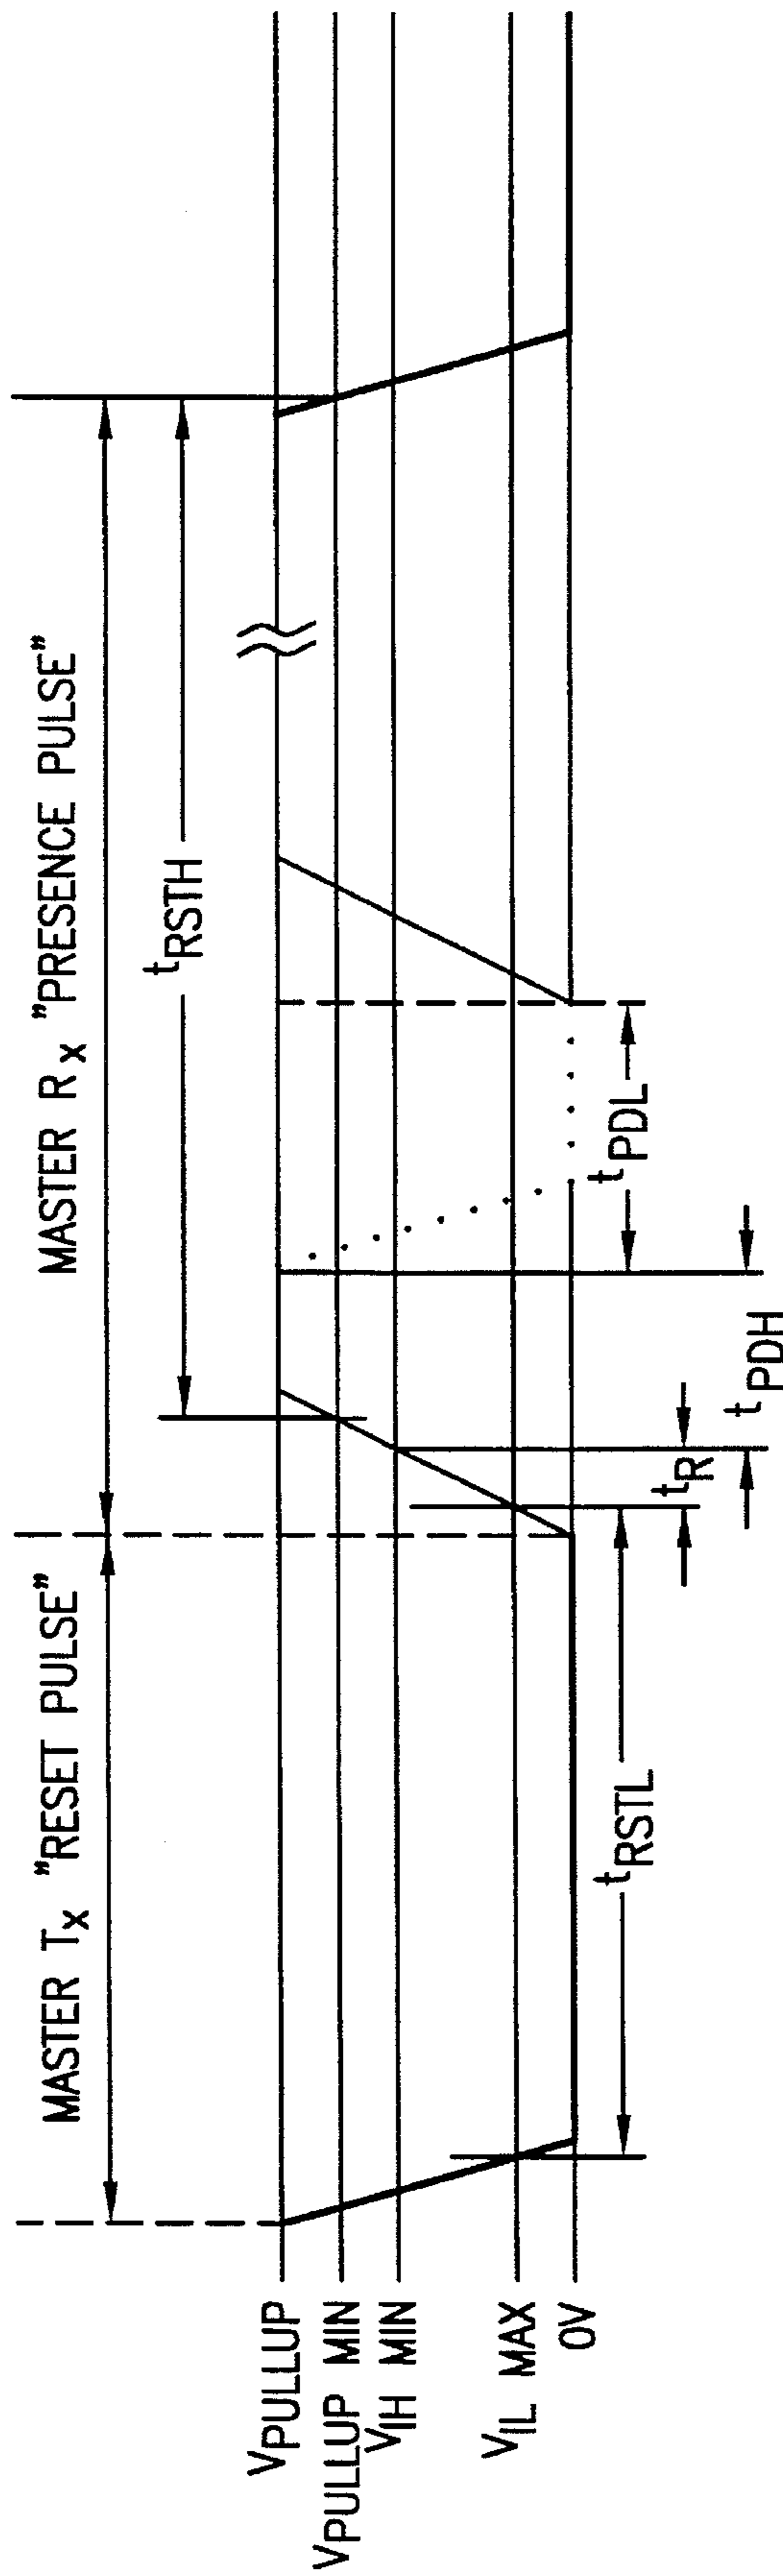 MASTER Tx "RESET PULSE"
MASTER Rx "PRESENCE PULSE"
tRSTH
VPULLUP
VPULLUP MIN
VIH MIN
VIL MAX
0V
tRSTL
tR
tPDH
tPDL